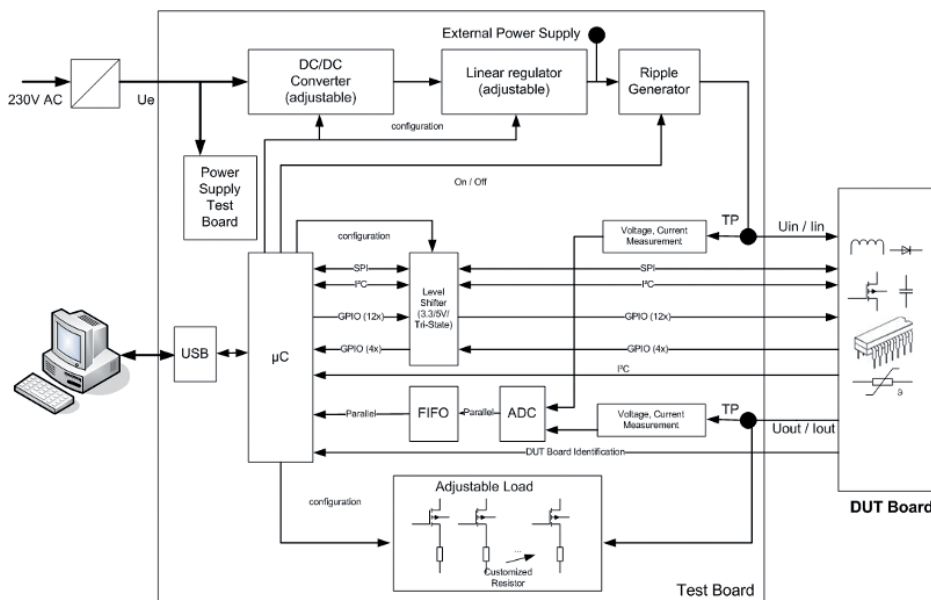 External Power Supply
DC/DC
Converter
(adjustable)
Linear regulator
(adjustable)
Ripple
Generator
230V AC
Ue
configuration
Power
Supply
Test
Board
On / Off
TP
Uin / Iin
Voltage, Current
Measurement
configuration
SPI
SPI
I²C
I²C
Level
Shifter
(3.3/5V/
Tri-State)
GPIO (12x)
GPIO (12x)
USB
µC
GPIO (4x)
GPIO (4x)
I²C
Parallel
FIFO
Parallel
ADC
Voltage, Current
Measurement
TP
Uout / Iout
DUT Board Identification
ϑ
DUT Board
configuration
Adjustable Load
...
Customized
Resistor
Test Board